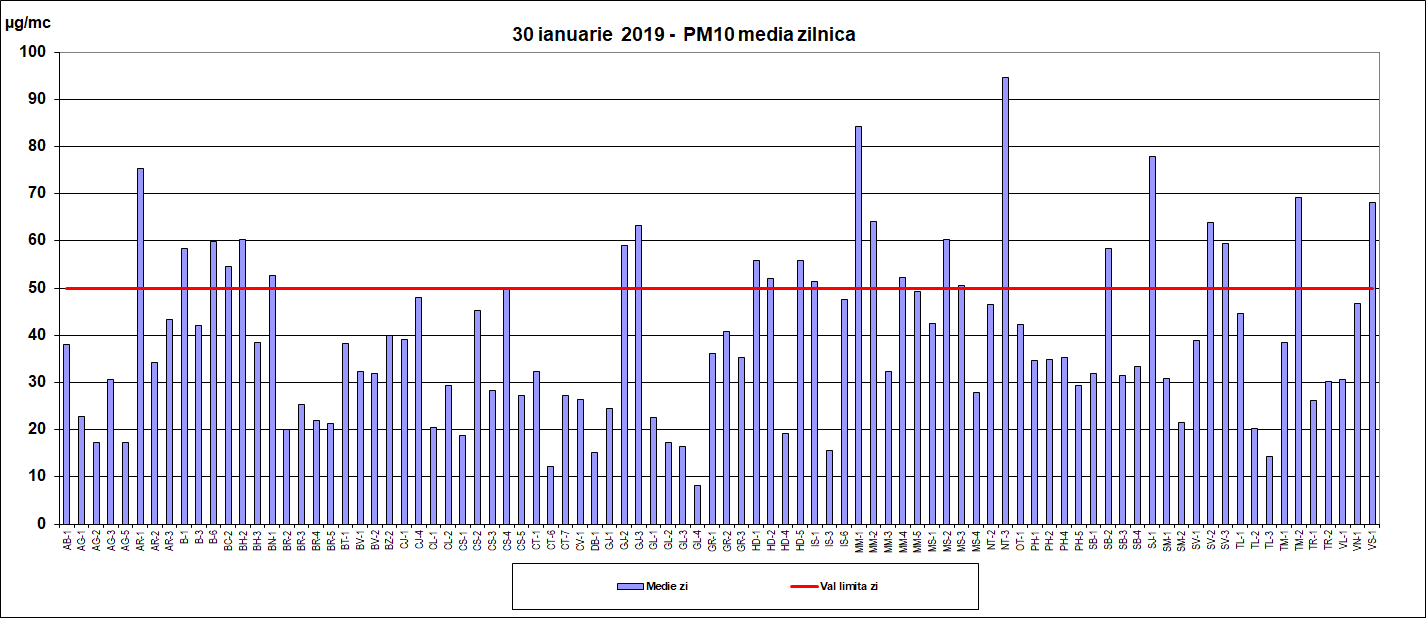 µg/mc
30 ianuarie 2019 - PM10 media zilnica
100
90
80
70
60
50
40
30
20
10
0
AB-1
AG-1
AG-2
AG-3
AG-5
AR-1
AR-2
AR-3
B-1
B-3
B-6
BC-2
BH-2
BH-3
BN-1
BR-2
BR-3
BR-4
BR-5
BT-1
BV-1
BV-2
BZ-2
CJ-1
CJ-4
CL-1
CL-2
CS-1
CS-2
CS-3
CS-4
CS-5
CT-1
CT-6
CT-7
CV-1
DB-1
GJ-1
GJ-2
GJ-3
GL-1
GL-2
GL-3
GL-4
GR-1
GR-2
GR-3
HD-1
HD-2
HD-4
HD-5
IS-1
IS-3
IS-6
MM-1
MM-2
MM-3
MM-4
MM-5
MS-1
MS-2
MS-3
MS-4
NT-2
NT-3
OT-1
PH-1
PH-2
PH-4
PH-5
SB-1
SB-2
SB-3
SB-4
SJ-1
SM-1
SM-2
SV-1
SV-2
SV-3
TL-1
TL-2
TL-3
TM-1
TM-2
TR-1
TR-2
VL-1
VN-1
VS-1
Medie zi
Val limita zi